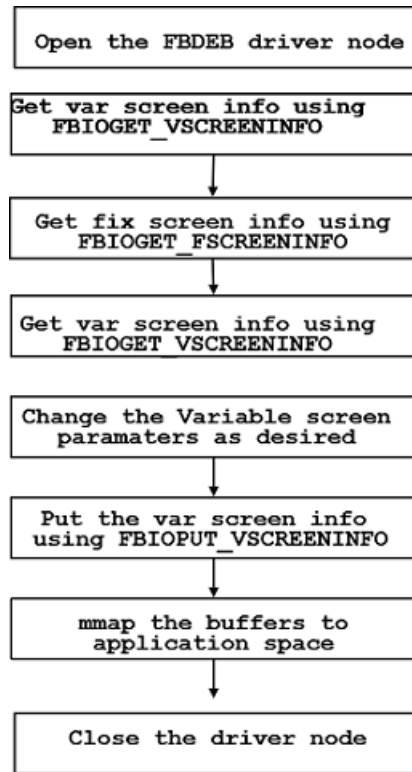 Open the FBDEB driver node
Get var screen info using
FBIOGET_VSCREENINFO
Get fix screen info using
FBIOGET_FSCREENINFO
Get var screen info using
FBIOGET_VSCREENINFO
Change the Variable screen
paramaters as desired
Put the var screen info
using FBIOPUT_VSCREENINFO
mmap the buffers to
application space
Close the driver node